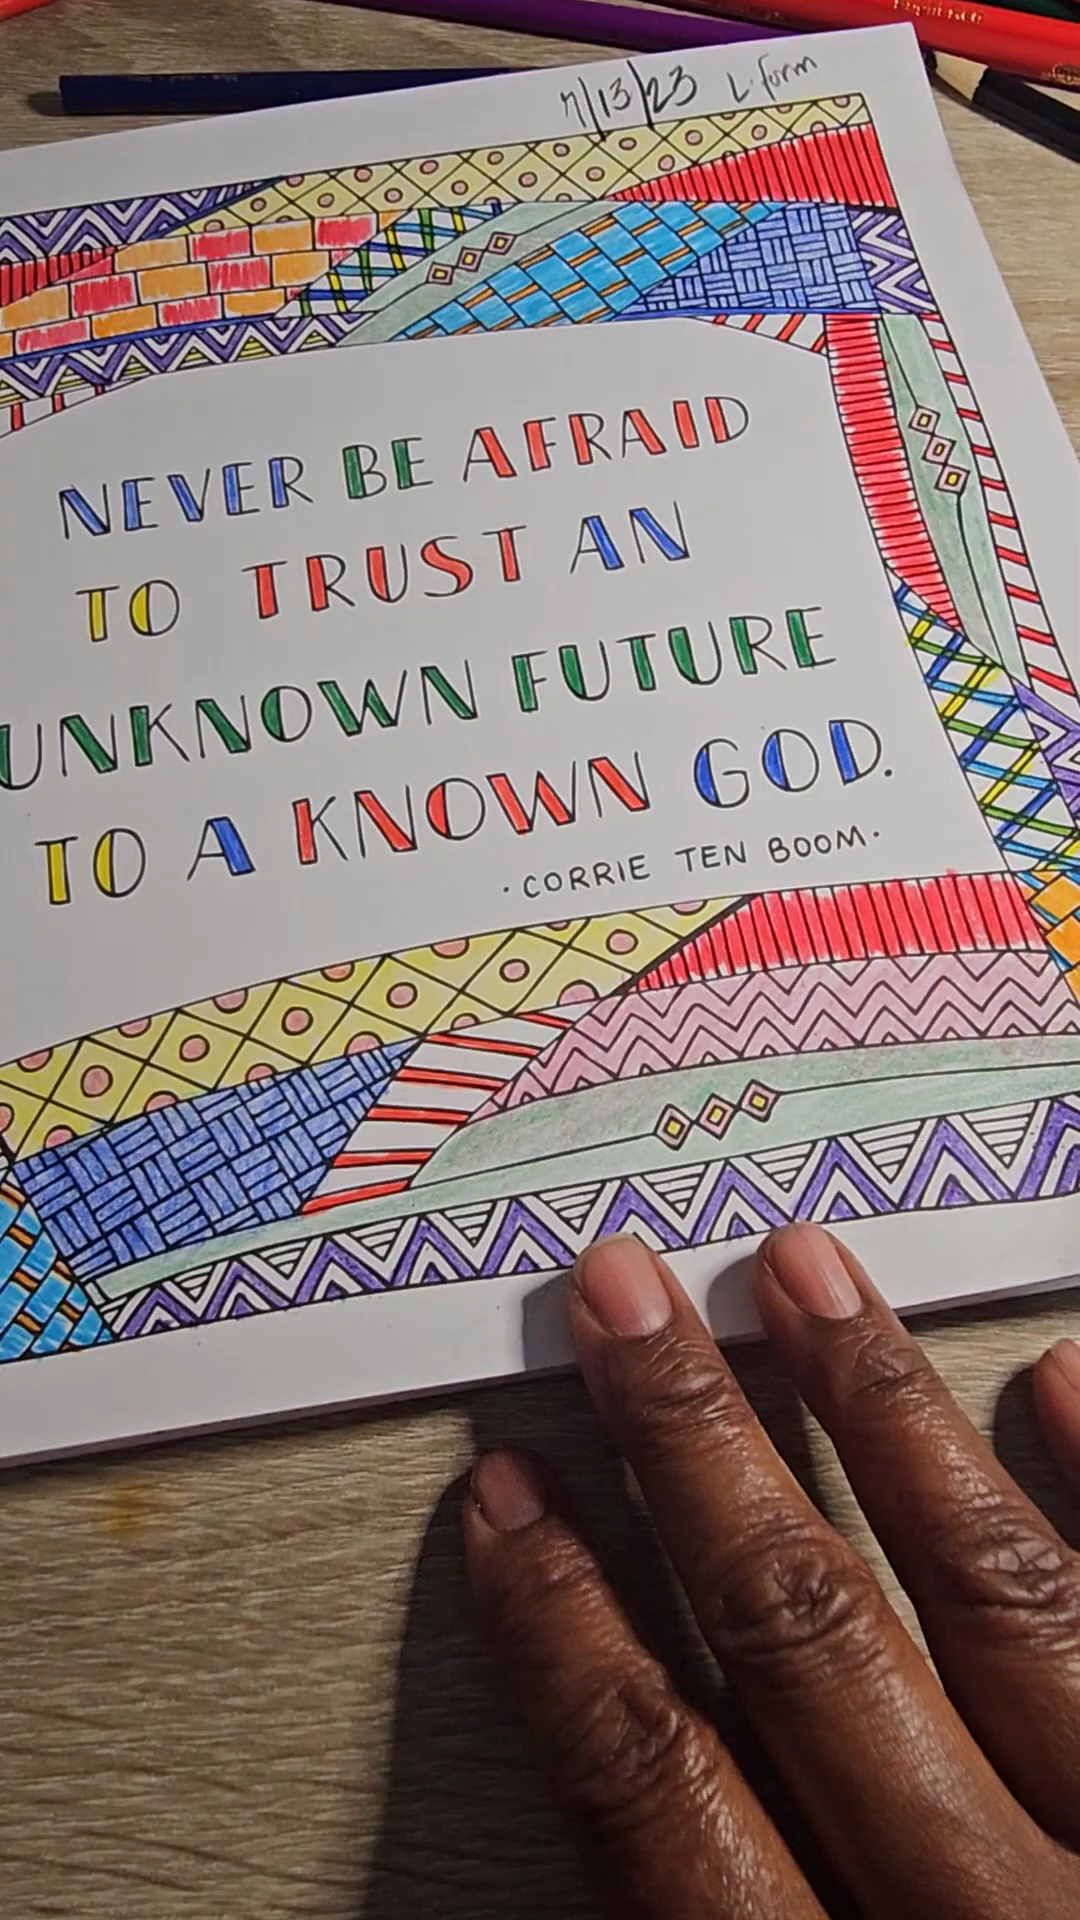 7/13/23 L. form
NEVER BE AFRAID
TO TRUST AN
UNKNOWN FUTURE
TO A KNOWN GOD.
·CORRIE TEN BOOM·